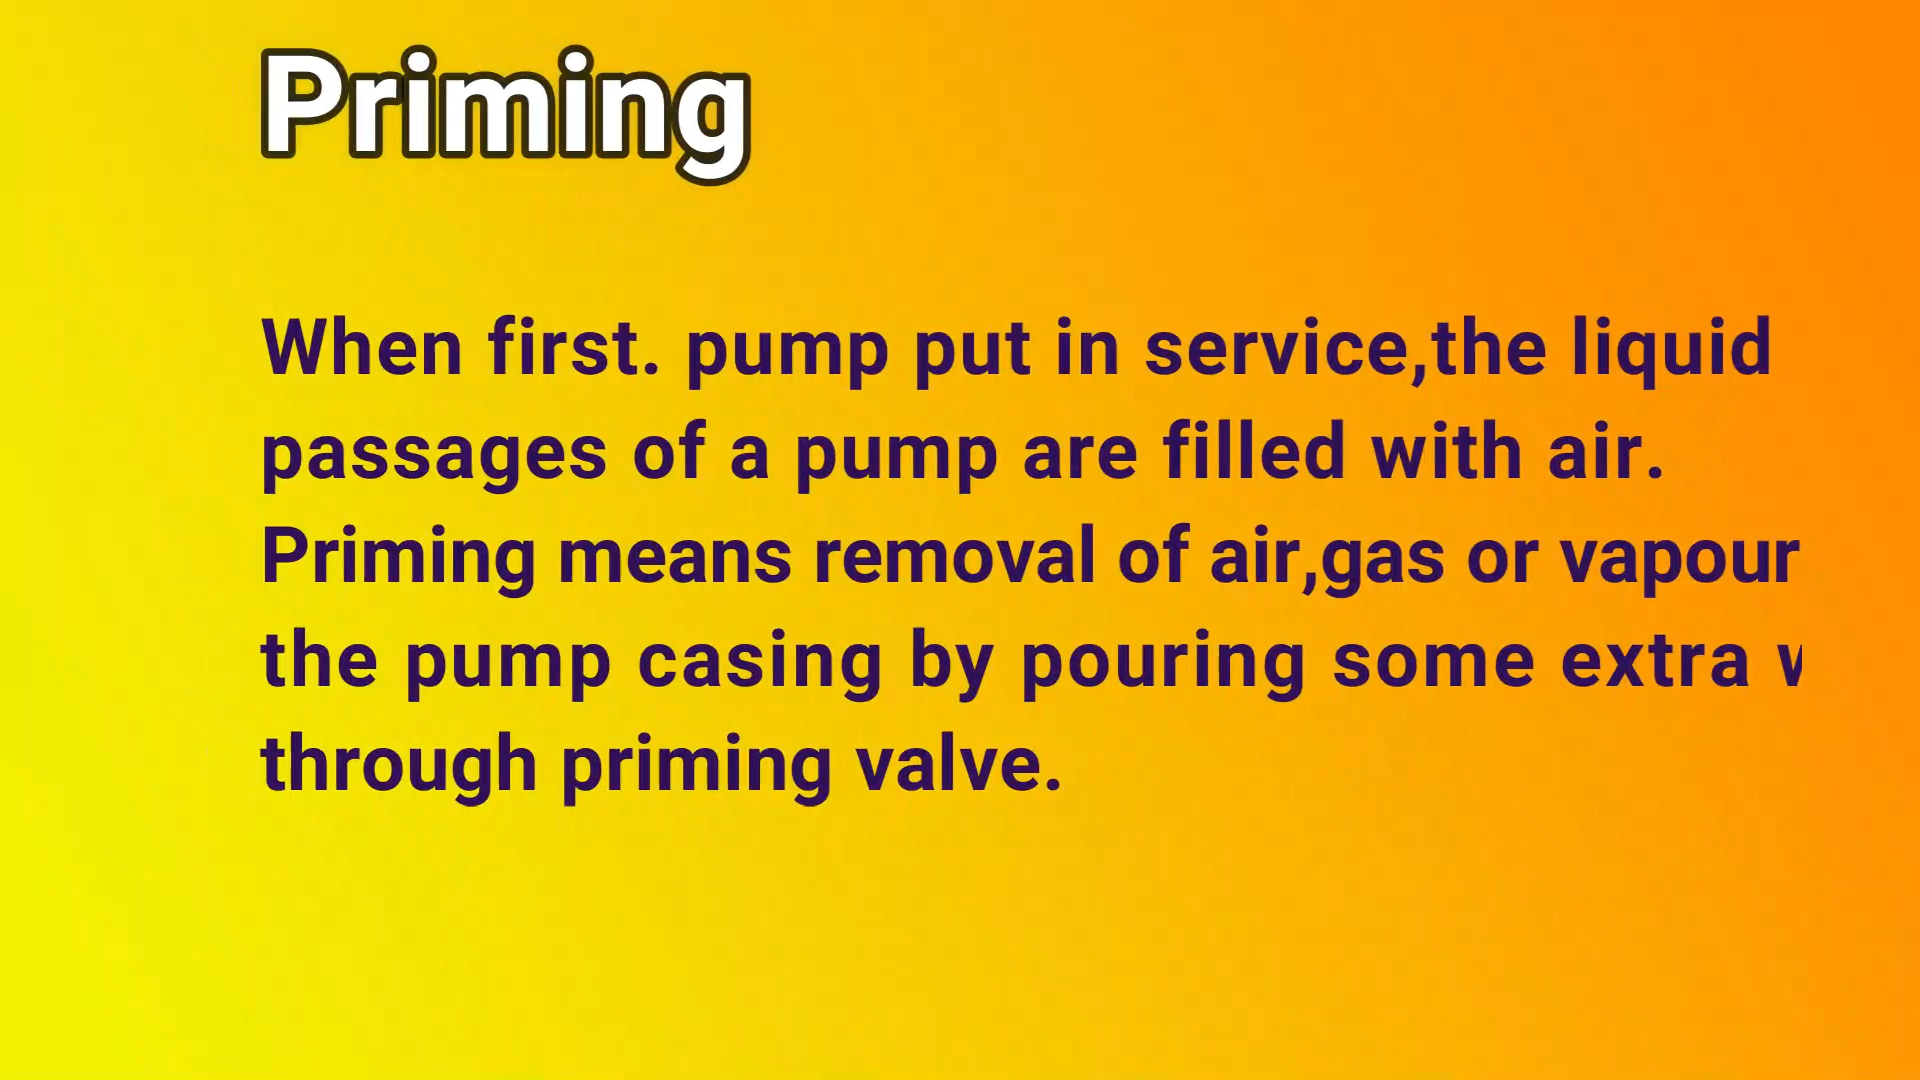 Priming
When first. pump put in service,the liquid
passages of a pump are filled with air.
Priming means removal of air,gas or vapour
the pump casing by pouring some extra
through priming valve.